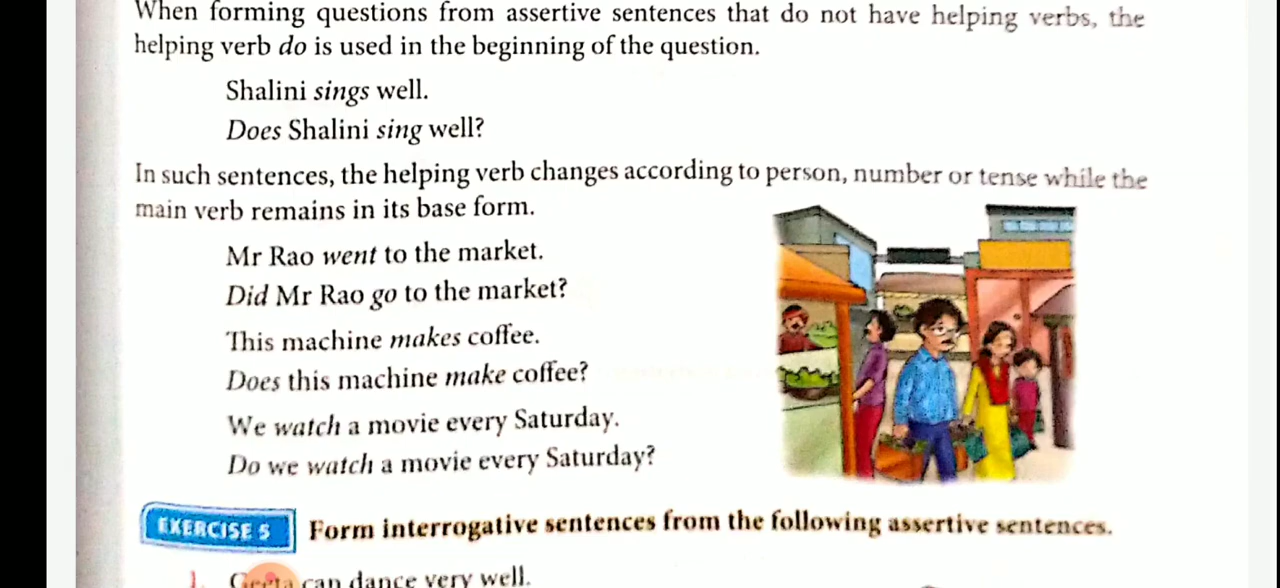 When forming questions from assertive sentences that do not have helping verbs, the
helping verb do is used in the beginning of the question.
Shalini sings well.
Does Shalini sing well?
In such sentences, the helping verb changes according to person, number or tense while the
main verb remains in its base form.
Mr Rao went to the market.
Did Mr Rao go to the market?
This machine makes coffee.
Does this machine make coffee?
We watch a movie every Saturday.
Do we watch a movie every Saturday?
EXERCISE 5 Form interrogative sentences from the following assertive sentences.
1. Geeta can dance very well.